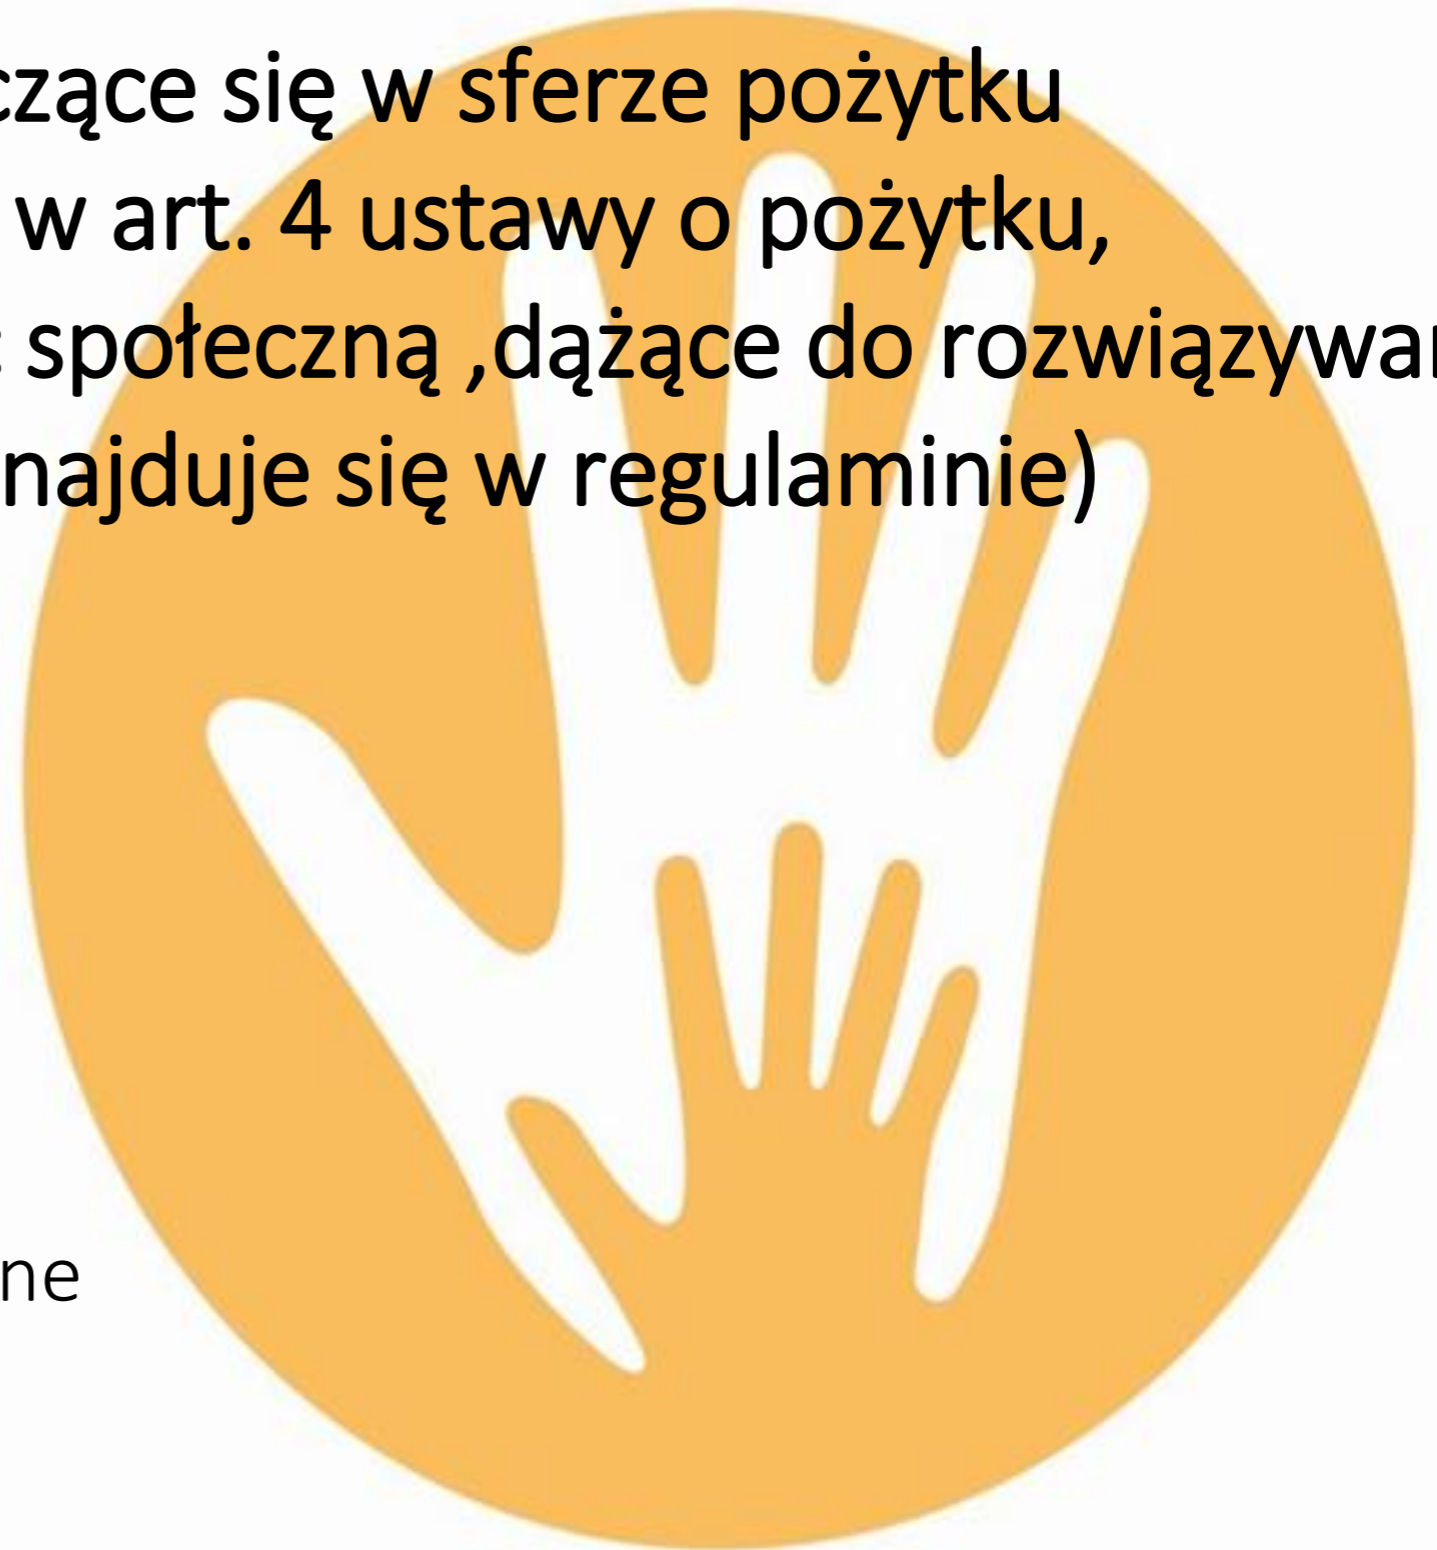 czące się w sferze pożytku
w art. 4 ustawy o pożytku,
społeczną ,dążące do rozwiązywan
najduje się w regulaminie)
ne